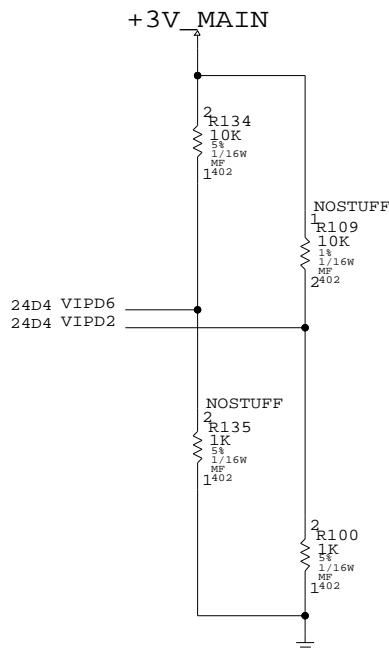 +3V_MAIN
2
R134
10K
5%
1/16W
MF
1 402
NOSTUFF
1
R109
10K
1%
1/16W
MF
2 402
24D4 VIPD6
24D4 VIPD2
NOSTUFF
2
R135
1K
5%
1/16W
MF
1 402
2
R100
1K
5%
1/16W
MF
1 402